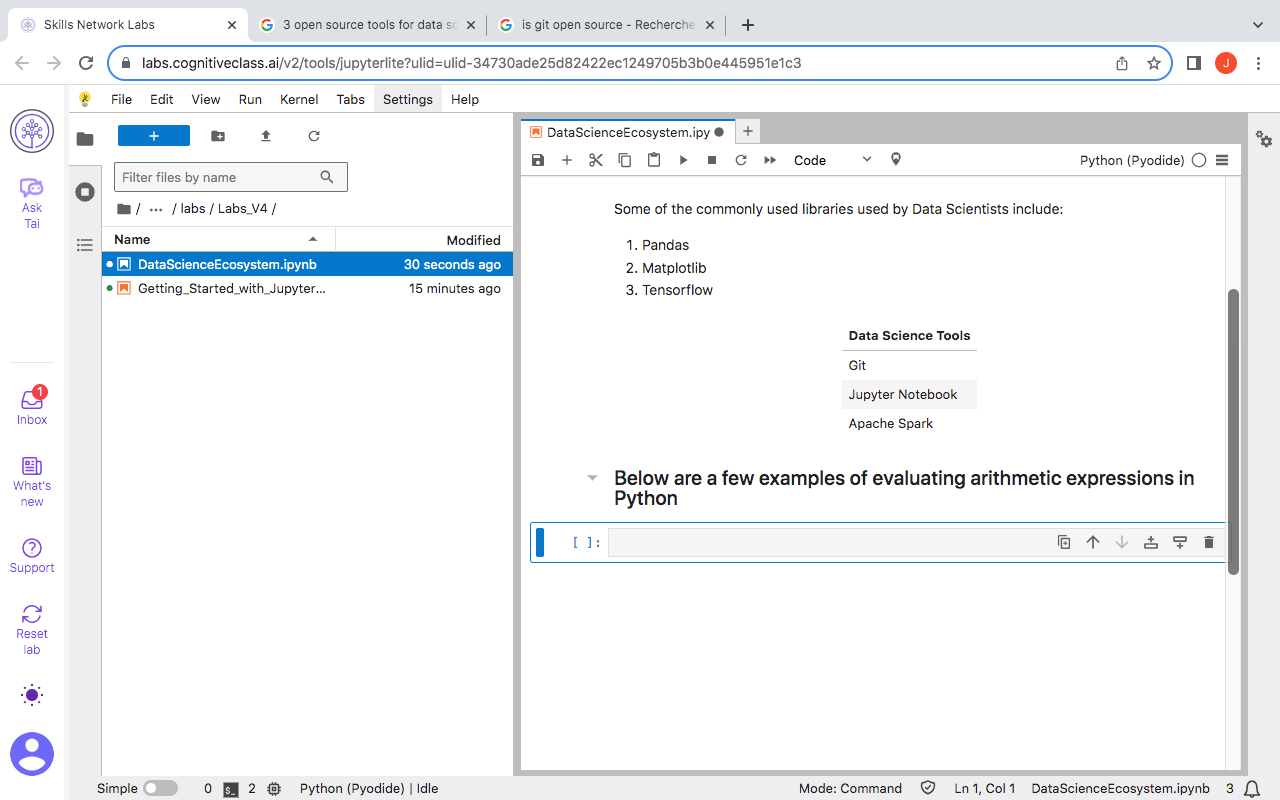 Skills Network Labs
3 open source tools for data sc
is git open source - Recherche
labs.cognitiveclass.ai/v2/tools/jupyterlite?ulid=ulid-34730ade25d82422ec1249705b3b0e445951e1c3
J
File Edit View Run Kernel Tabs Settings Help
Ask
Tai
1
Inbox
What's
new
Support
Reset
lab
+
Filter files by name
/ ··· / labs / Labs_V4 /
Name Modified
DataScienceEcosystem.ipynb 30 seconds ago
Getting_Started_with_Jupyter... 15 minutes ago
DataScienceEcosystem.ipy
Code
Python (Pyodide)
Some of the commonly used libraries used by Data Scientists include:
1. Pandas
2. Matplotlib
3. Tensorflow
Data Science Tools
Git
Jupyter Notebook
Apache Spark
Below are a few examples of evaluating arithmetic expressions in
Python
[ ]:
Simple 0 $_ 2 Python (Pyodide) | Idle Mode: Command Ln 1, Col 1 DataScienceEcosystem.ipynb 3